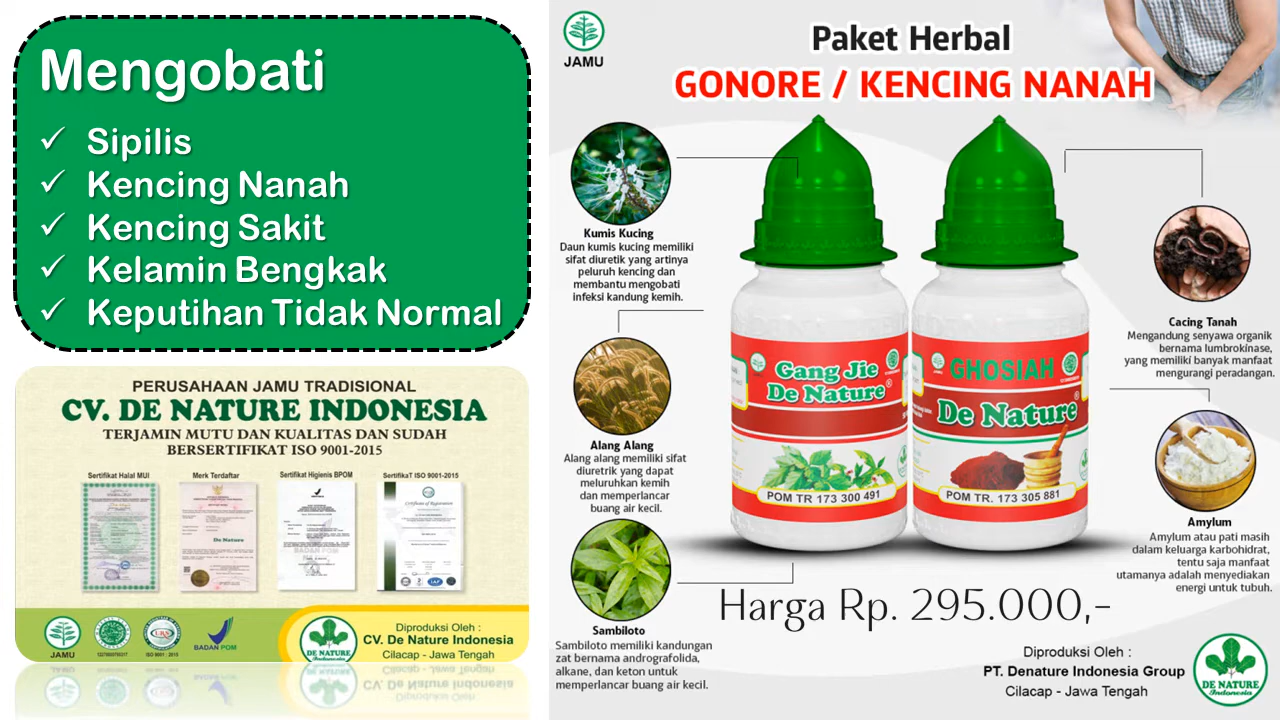 Mengobati
✓ Sipilis
✓ Kencing Nanah
✓ Kencing Sakit
✓ Kelamin Bengkak
✓ Keputihan Tidak Normal
PERUSAHAAN JAMU TRADISIONAL
CV. DE NATURE INDONESIA
TERJAMIN MUTU DAN KUALITAS DAN SUDAH
BERSERTIFIKAT ISO 9001-2015
Sertifikat Halal MUI
Merk Terdaftar
Sertifikat Higienis BPOM
SertifikaT ISO 9001-2015
De Nature
BADAN POM
JAMU
ISO 9001 : 2015
BADAN POM
DE NATURE
Indonesia
Diproduksi Oleh :
CV. De Nature Indonesia
Cilacap - Jawa Tengah
JAMU
Paket Herbal
GONORE / KENCING NANAH
Kumis Kucing
Daun kumis kucing memiliki
sifat diuretik yang artinya
peluruh kencing dan
membantu mengobati
infeksi kandung kemih.
Alang Alang
Alang alang memiliki sifat
diuretrik yang dapat
meluruhkan kemih
dan memperlancar
buang air kecil.
Sambiloto
Sambiloto memiliki kandungan
zat bernama andrografolida,
alkane, dan keton untuk
memperlancar buang air kecil.
Gang Jie
De Nature®
POM TR 173 300 491
GHOSIAH
De Nature®
POM TR. 173 305 881
Cacing Tanah
Mengandung senyawa organik
bernama lumbrokinase,
yang memiliki banyak manfaat
mengurangi peradangan.
Amylum
Amylum atau pati masih
dalam keluarga karbohidrat,
tentu saja manfaat
utamanya adalah menyediakan
energi untuk tubuh.
Harga Rp. 295.000,-
Diproduksi Oleh :
PT. Denature Indonesia Group
Cilacap - Jawa Tengah
DE NATURE
Indonesia